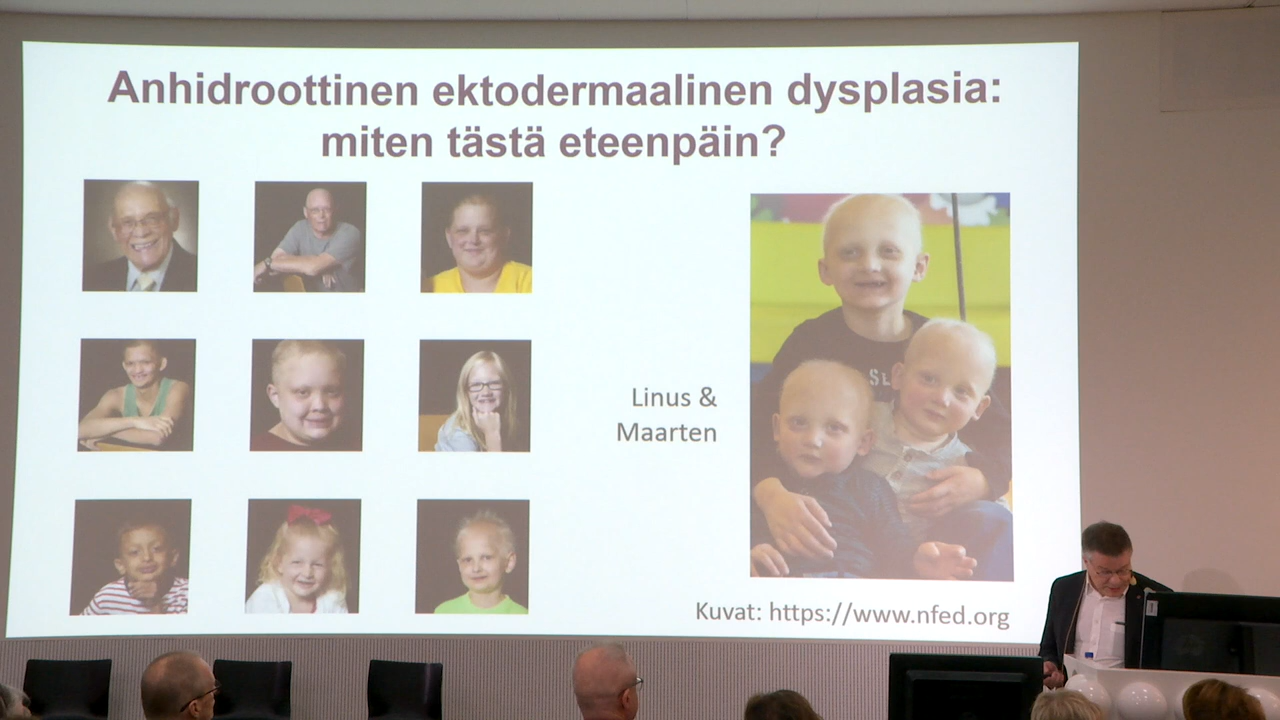 Anhidroottinen ektodermaalinen dysplasia:
miten tästä eteenpäin?
Linus &
Maarten
Kuvat: https://www.nfed.org